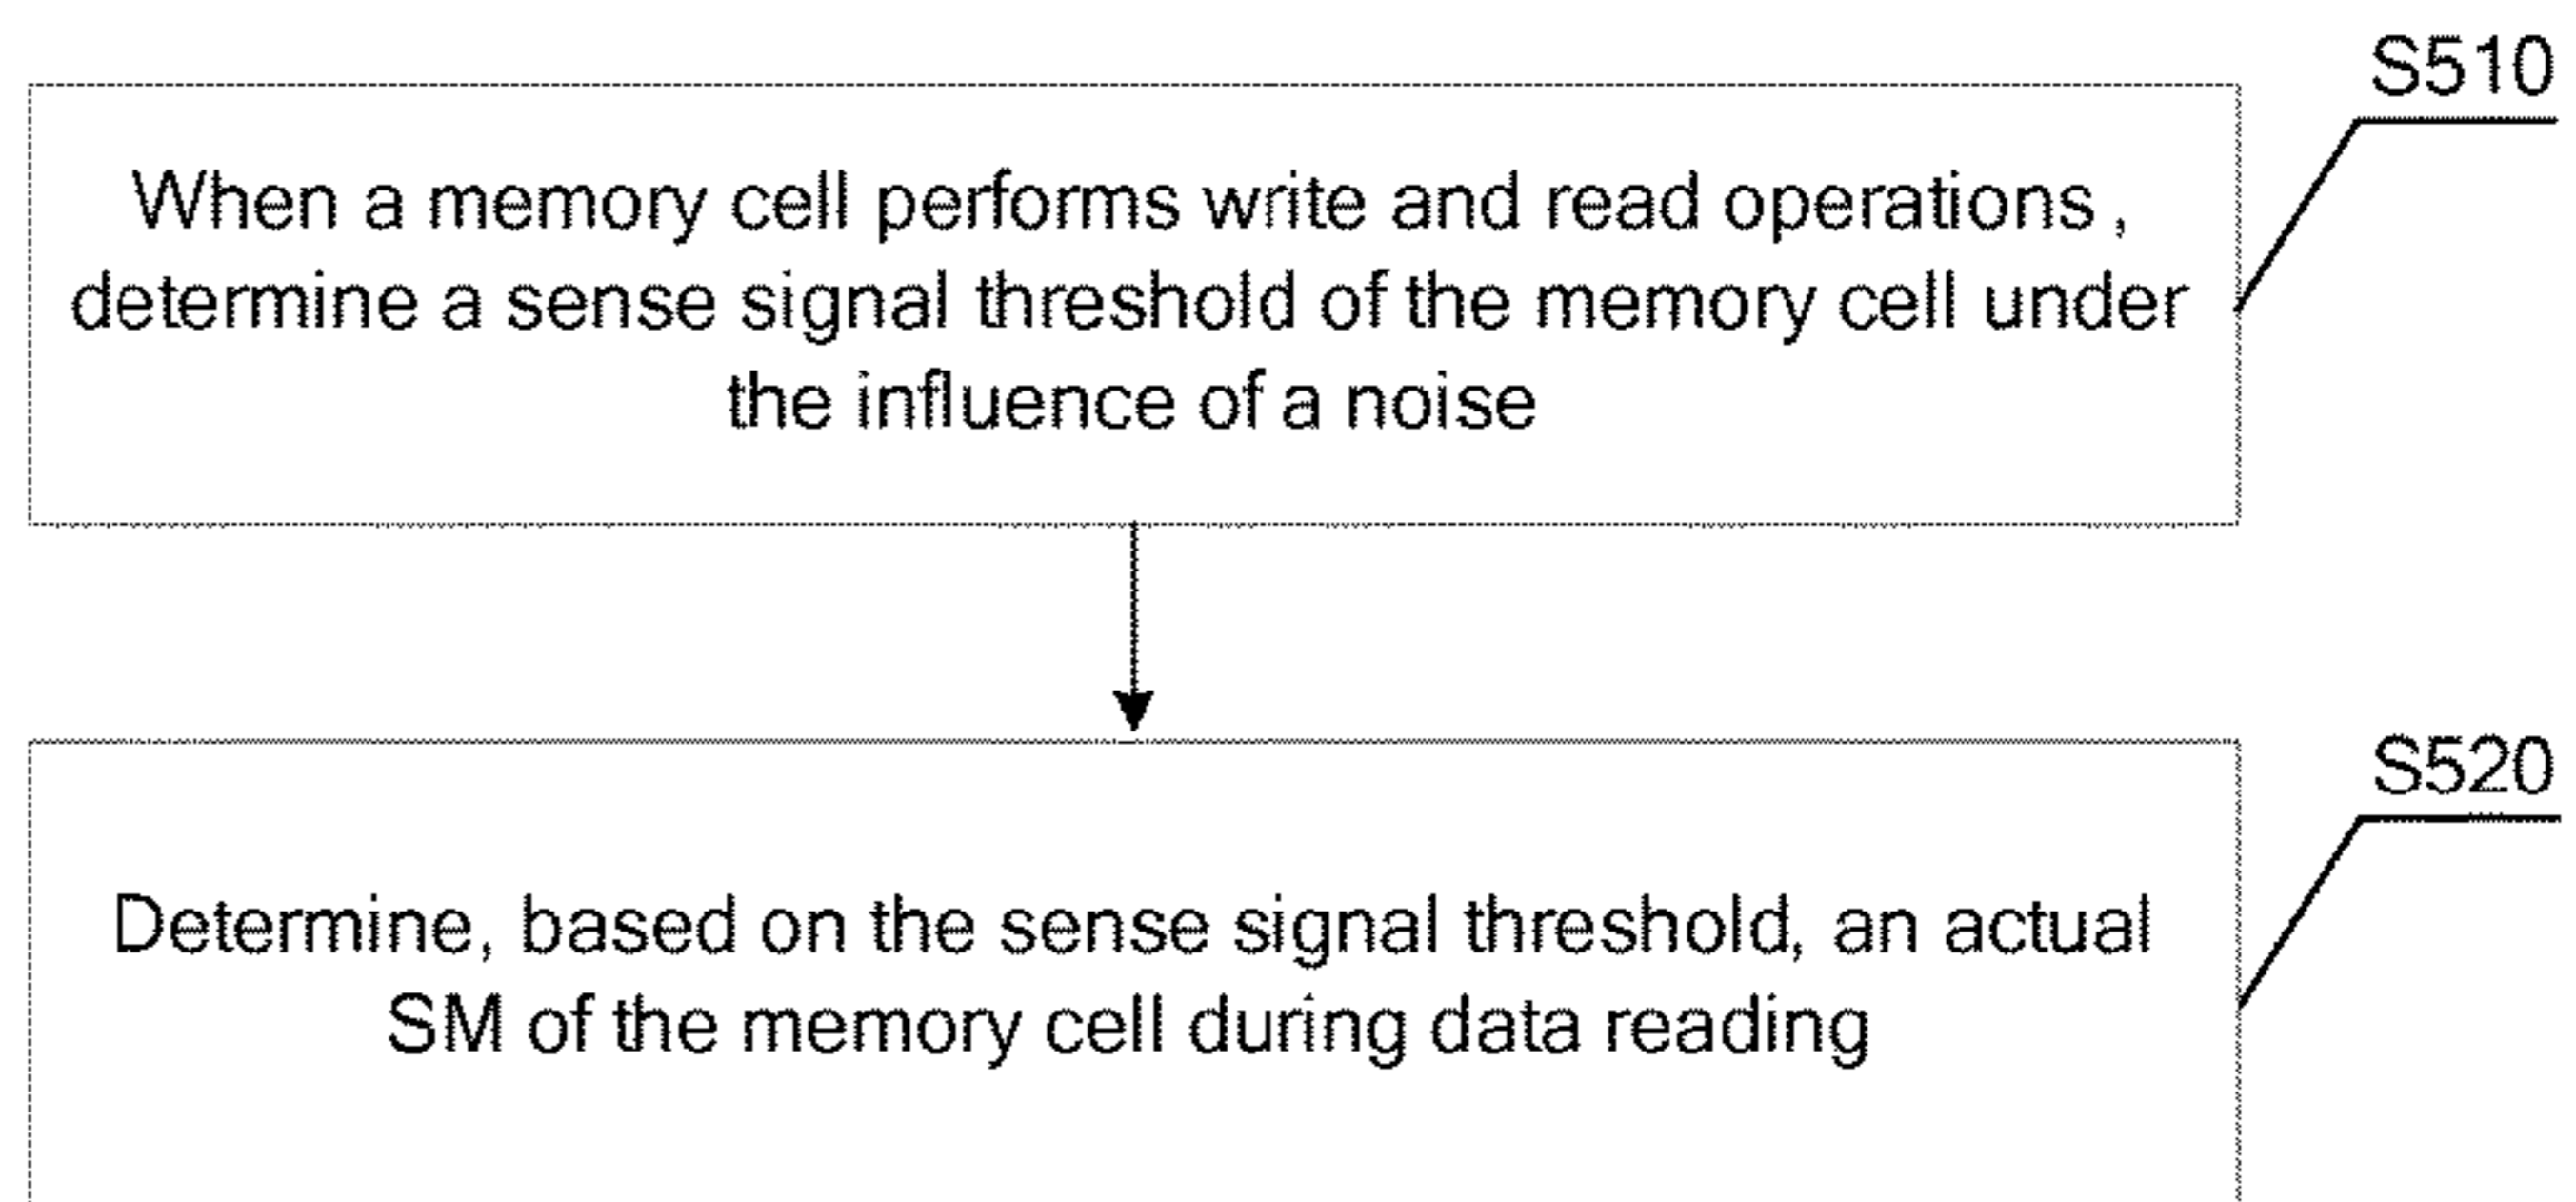 S510
When a memory cell performs write and read operations,
determine a sense signal threshold of the memory cell under
the influence of a noise
S520
Determine, based on the sense signal threshold, an actual
SM of the memory cell during data reading